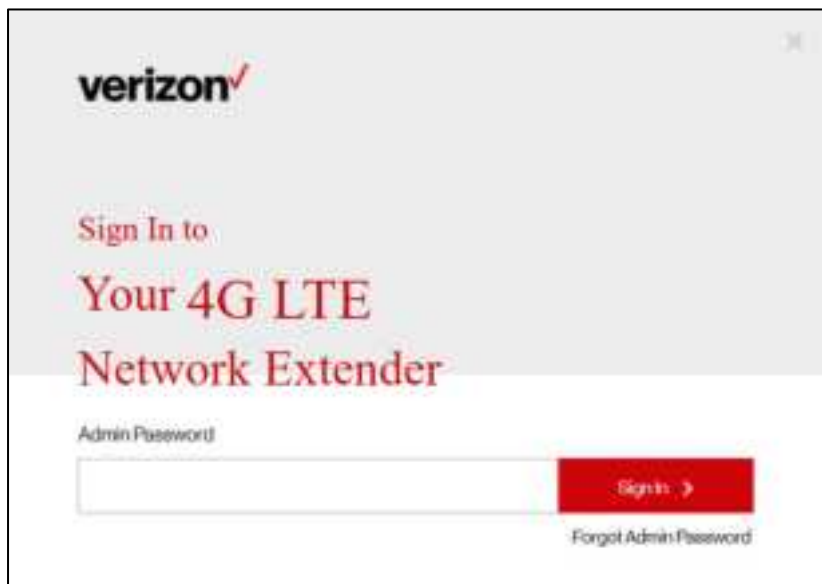 verizon
Sign In to
Your 4G LTE
Network Extender
Admin Password
Sign In
Forgot Admin Password